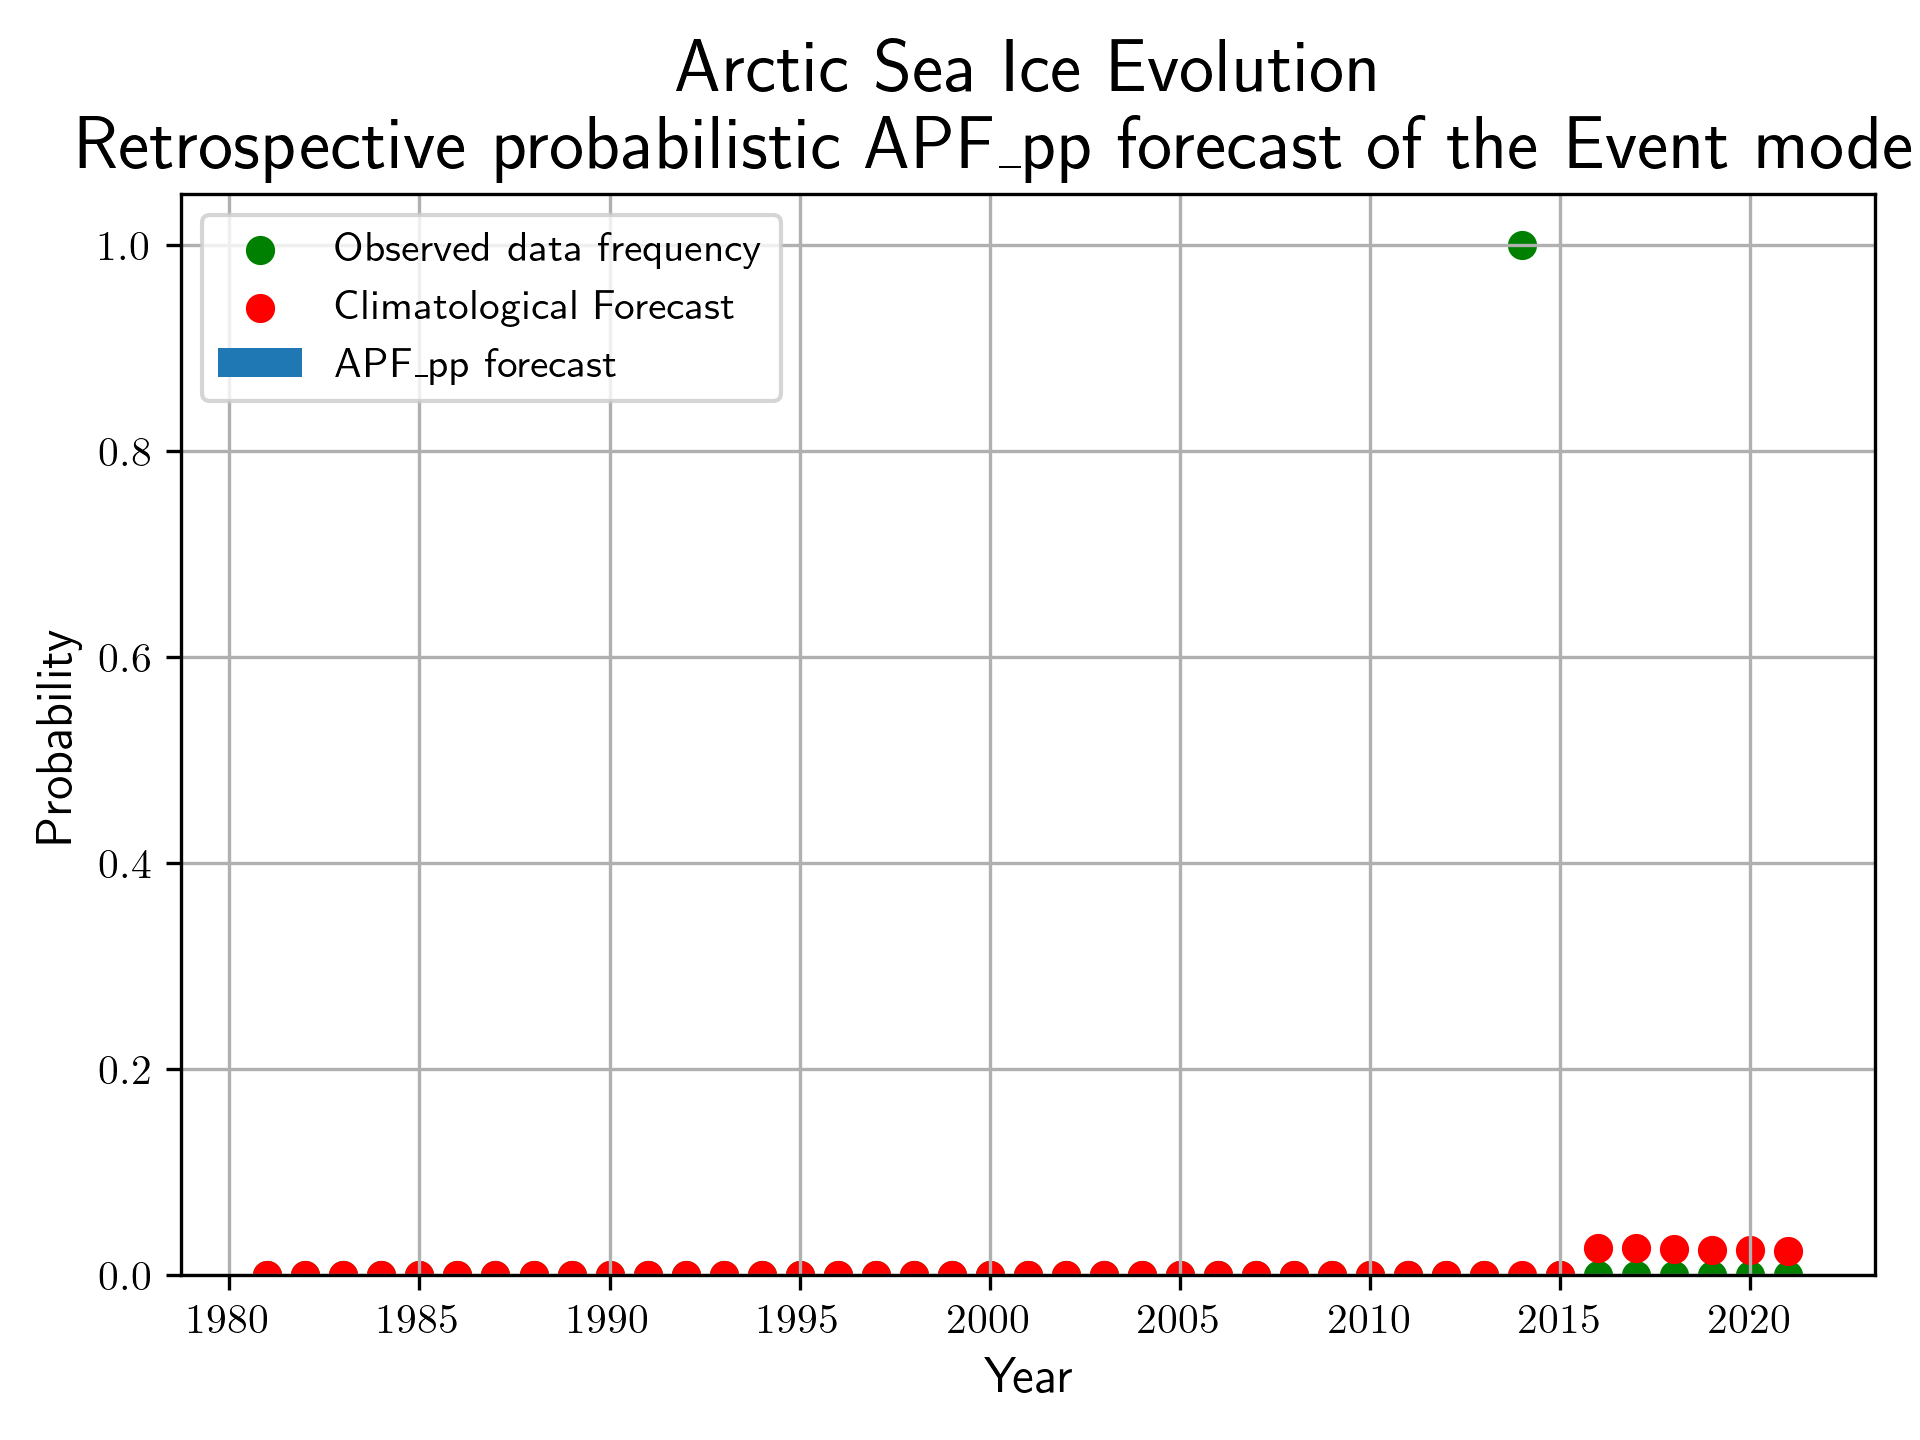 Arctic Sea Ice Evolution
Retrospective probabilistic APF_pp forecast of the Event mode
Observed data frequency
Climatological Forecast
APF_pp forecast
1.0
0.8
0.6
0.4
0.2
0.0
Probability
1980 1985 1990 1995 2000 2005 2010 2015 2020
Year